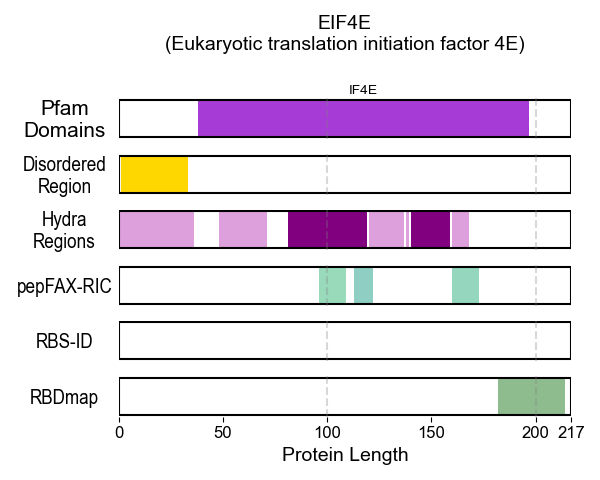 EIF4E
(Eukaryotic translation initiation factor 4E)
IF4E
Pfam
Domains
Disordered
Region
Hydra
Regions
pepFAX-RIC
RBS-ID
RBDmap
0 50 100 150 200 217
Protein Length